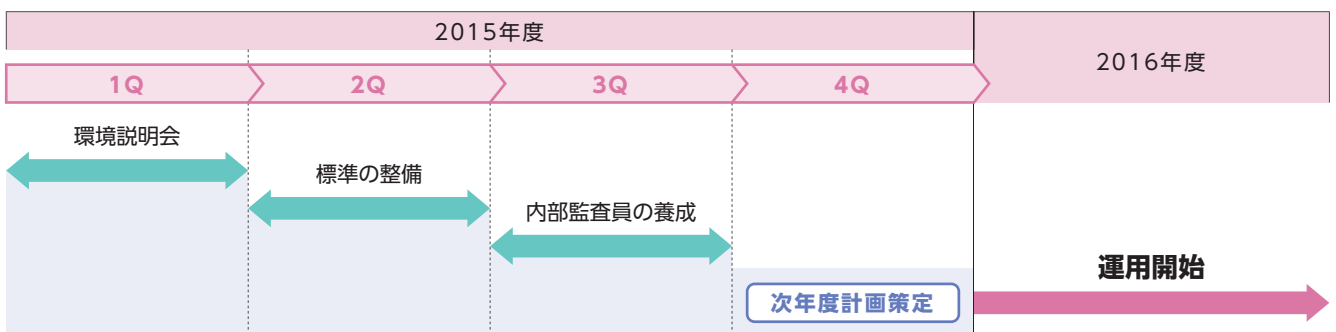 2015年度
2016年度
1Q
2Q
3Q
4Q
環境説明会
標準の整備
内部監査員の養成
次年度計画策定
運用開始